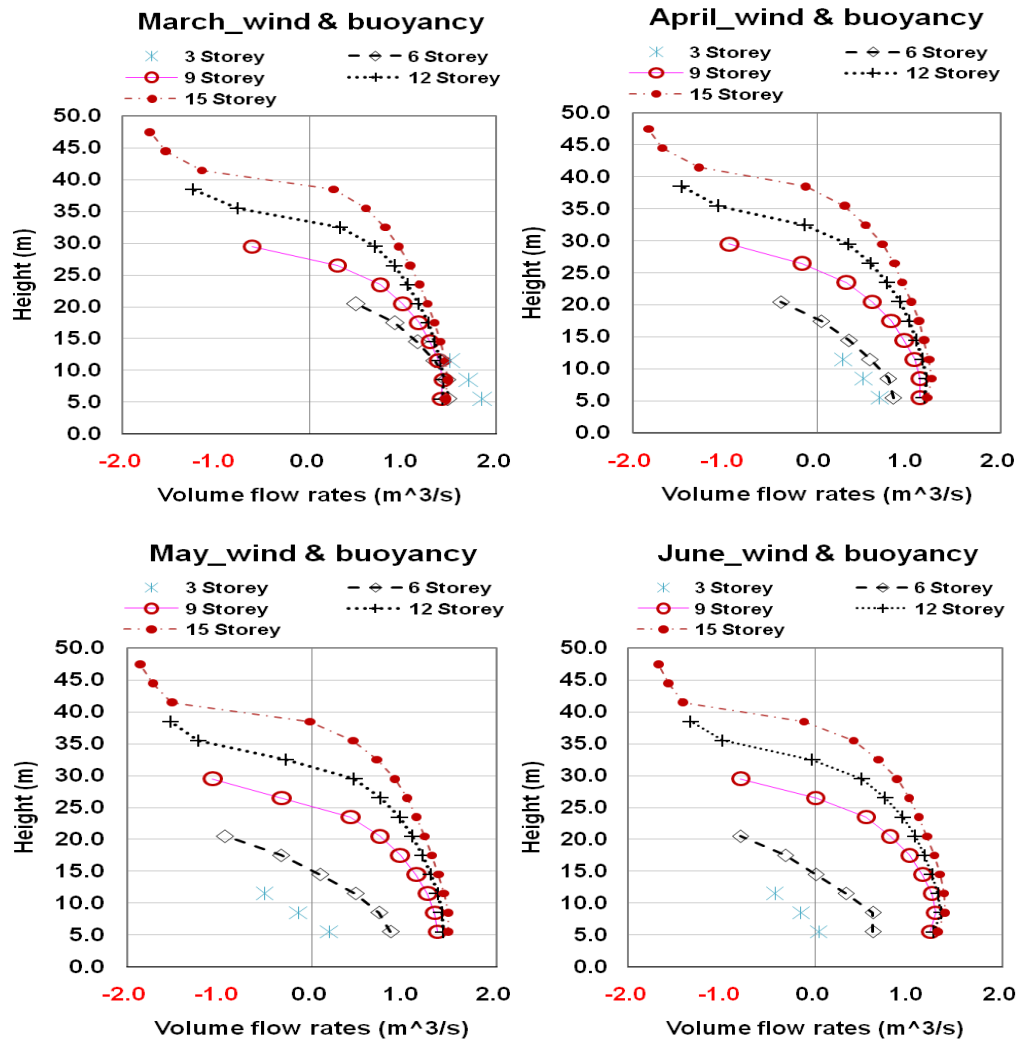 March_wind & buoyancy
3 Storey 6 Storey
9 Storey 12 Storey
15 Storey
50.0
45.0
40.0
35.0
30.0
25.0
20.0
15.0
10.0
5.0
0.0
Height (m)
-2.0 -1.0 0.0 1.0 2.0
Volume flow rates (m^3/s)
April_wind & buoyancy
3 Storey 6 Storey
9 Storey 12 Storey
15 Storey
50.0
45.0
40.0
35.0
30.0
25.0
20.0
15.0
10.0
5.0
0.0
Height (m)
-2.0 -1.0 0.0 1.0 2.0
Volume flow rates (m^3/s)
May_wind & buoyancy
3 Storey 6 Storey
9 Storey 12 Storey
15 Storey
50.0
45.0
40.0
35.0
30.0
25.0
20.0
15.0
10.0
5.0
0.0
Height (m)
-2.0 -1.0 0.0 1.0 2.0
Volume flow rates (m^3/s)
June_wind & buoyancy
3 Storey 6 Storey
9 Storey 12 Storey
15 Storey
50.0
45.0
40.0
35.0
30.0
25.0
20.0
15.0
10.0
5.0
0.0
Height (m)
-2.0 -1.0 0.0 1.0 2.0
Volume flow rates (m^3/s)